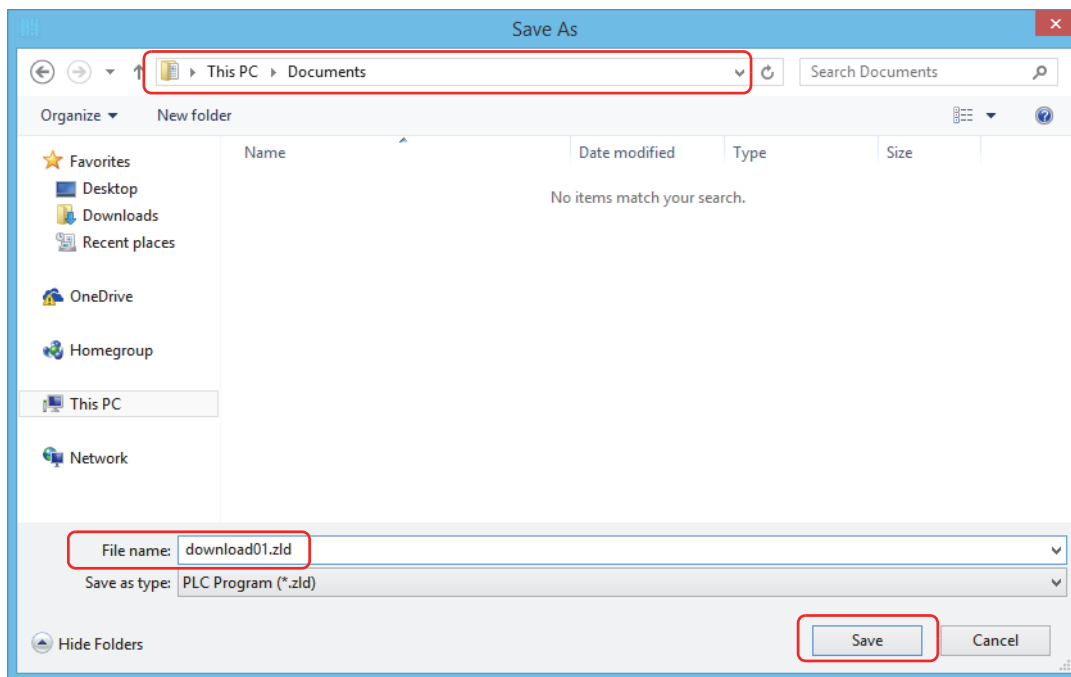 Save As
This PC Documents
Search Documents
Organize New folder
Name Date modified Type Size
No items match your search.
Favorites
Desktop
Downloads
Recent places
OneDrive
Homegroup
This PC
Network
File name: download01.zld
Save as type: PLC Program (*.zld)
Hide Folders Save Cancel